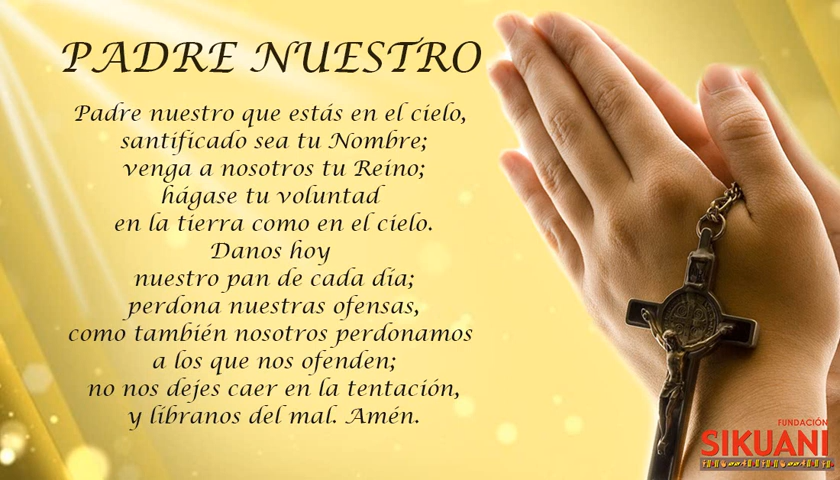 PADRE NUESTRO
Padre nuestro que estás en el cielo,
santificado sea tu Nombre;
venga a nosotros tu Reino;
hágase tu voluntad
en la tierra como en el cielo.
Danos hoy
nuestro pan de cada día;
perdona nuestras ofensas,
como también nosotros perdonamos
a los que nos ofenden;
no nos dejes caer en la tentación,
y líbranos del mal. Amén.
FUNDACIÓN
SIKUANI